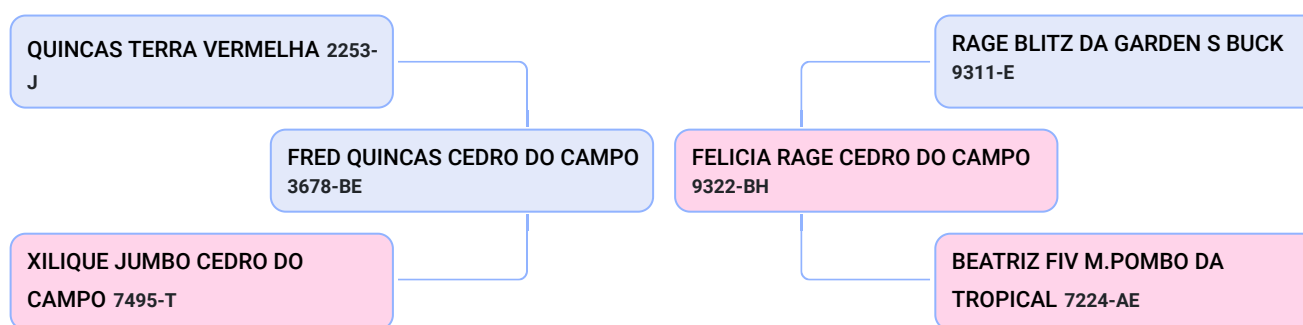 QUINCAS TERRA VERMELHA 2253-
J
RAGE BLITZ DA GARDEN S BUCK
9311-E
FRED QUINCAS CEDRO DO CAMPO
3678-BE
FELICIA RAGE CEDRO DO CAMPO
9322-BH
XILIQUE JUMBO CEDRO DO
CAMPO 7495-T
BEATRIZ FIV M.POMBO DA
TROPICAL 7224-AE